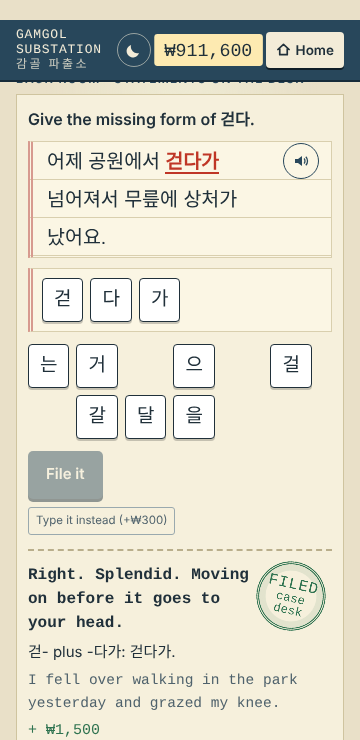 GAMGOL
SUBSTATION
감골 파출소
₩911,600
Home
Give the missing form of 걷다.
어제 공원에서 걷다가
넘어져서 무릎에 상처가
났어요.
걷 다 가
는 거 으 걸
갈 달 을
File it
Type it instead (+₩300)
Right. Splendid. Moving
on before it goes to
your head.
FILED
case
desk
걷- plus -다가: 걷다가.
I fell over walking in the park
yesterday and grazed my knee.
+ ₩1,500